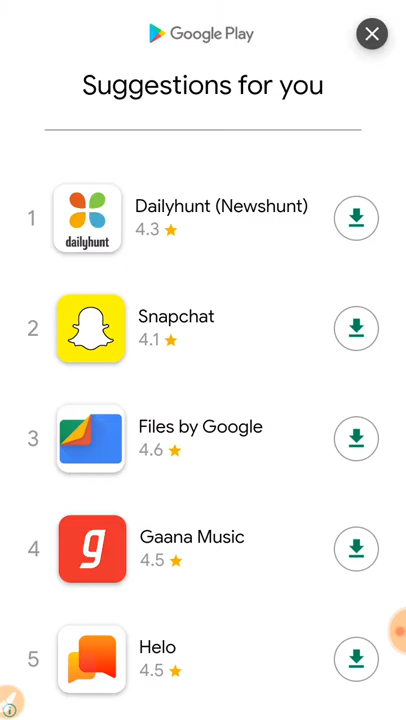 Google Play
Suggestions for you
1
dailyhunt
Dailyhunt (Newshunt)
4.3
2
Snapchat
4.1
3
Files by Google
4.6
4
g
Gaana Music
4.5
5
Helo
4.5